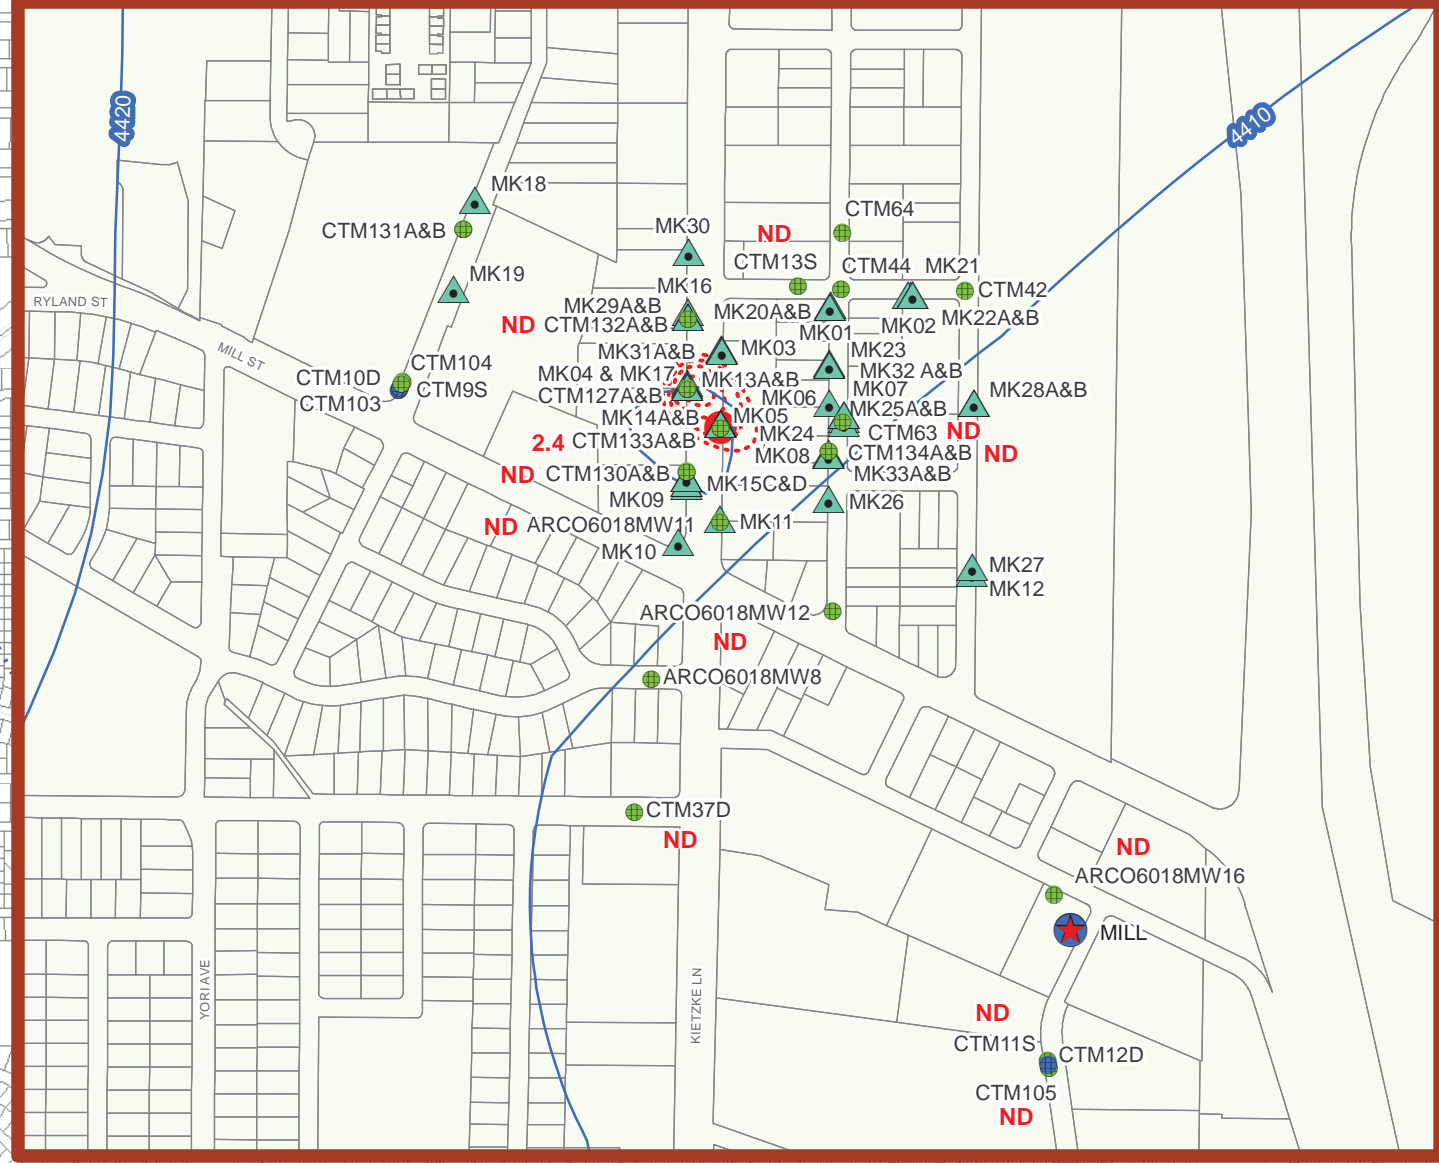 4420
4410
MK18
CTM131A&B
MK19
RYLAND ST
MILL ST
CTM104
CTM10D
CTM9S
CTM103
MK30
ND
CTM13S
CTM64
CTM44
MK21
CTM42
MK16
MK29A&B
MK20A&B
MK22A&B
ND
CTM132A&B
MK01
MK02
MK31A&B
MK03
MK23
MK04 & MK17
MK13A&B
MK32 A&B
CTM127A&B
MK06
MK07
MK28A&B
MK14A&B
MK05
MK25A&B
2.4
CTM133A&B
MK24
CTM63
ND
MK08
CTM134A&B
ND
ND
CTM130A&B
MK15C&D
MK33A&B
MK09
MK26
ND
ARCO6018MW11
MK11
MK10
MK27
MK12
ARCO6018MW12
ND
ARCO6018MW8
CTM37D
ND
ND
ARCO6018MW16
MILL
YORI AVE
KIETZKE LN
ND
CTM11S
CTM12D
CTM105
ND